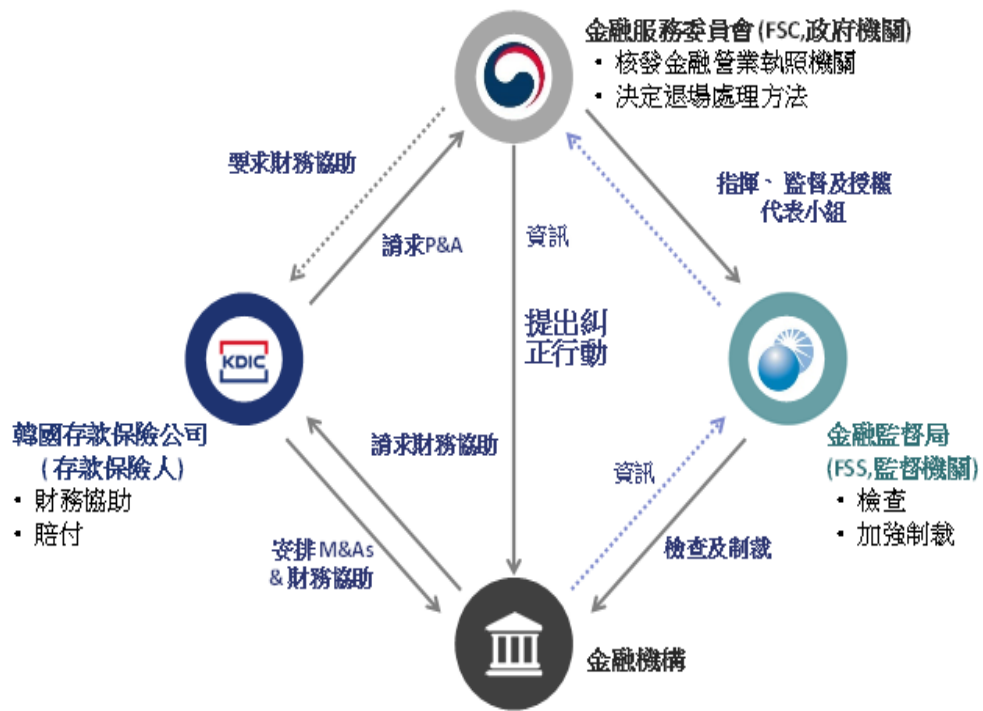 金融服務委員會(FSC,政府機關)
• 核發金融營業執照機關
• 決定退場處理方法
要求財務協助
指揮、監督及授權
代表小組
請求P&A
資訊
提出糾
正行動
KDIC
韓國存款保險公司
(存款保險人)
• 財務協助
• 賠付
請求財務協助
資訊
金融監督局
(FSS,監督機關)
• 檢查
• 加強制裁
安排M&As
&財務協助
檢查及制裁
金融機構